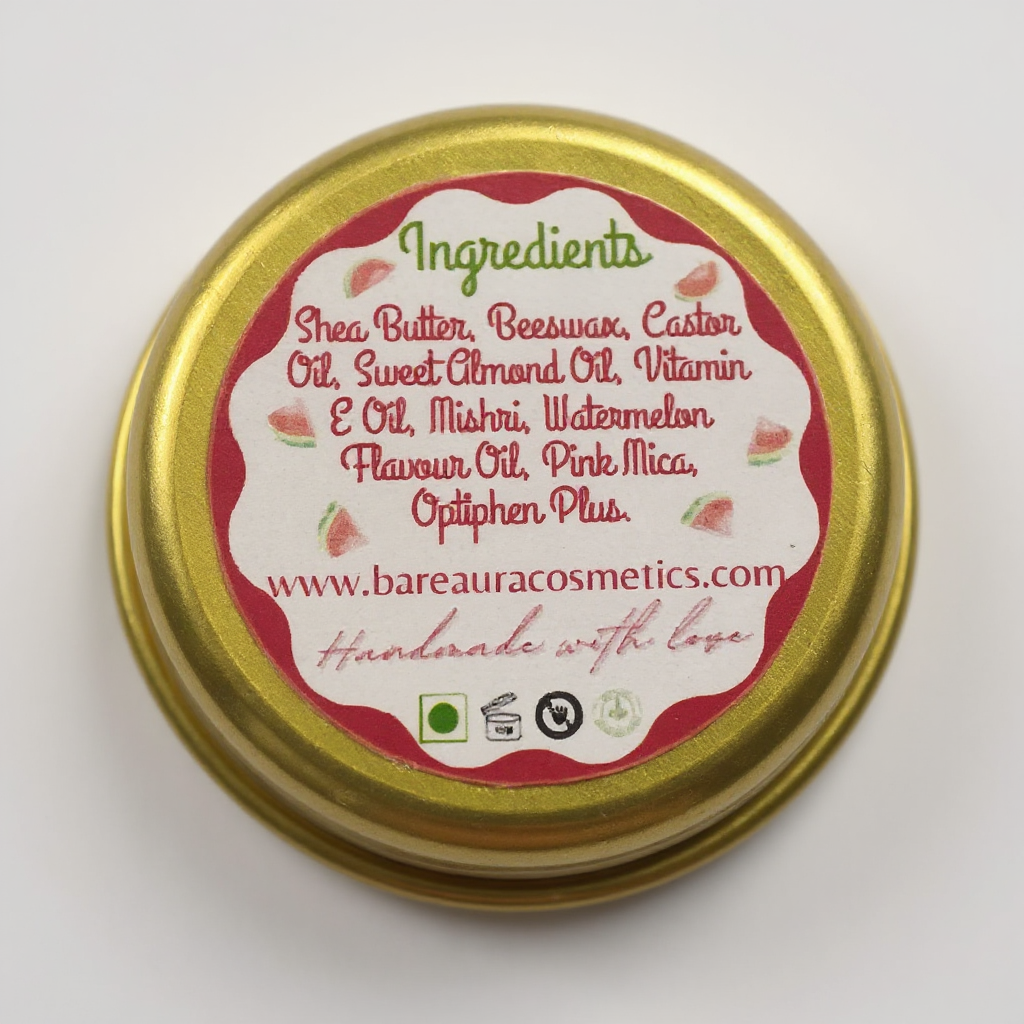 Ingredients
Shea Butter, Beeswax, Castor
Oil, Sweet Almond Oil, Vitamin
E Oil, Mishri, Watermelon
Flavour Oil, Pink Mica,
Optiphen Plus.
www.bareauracosmetics.com
Handmade with love